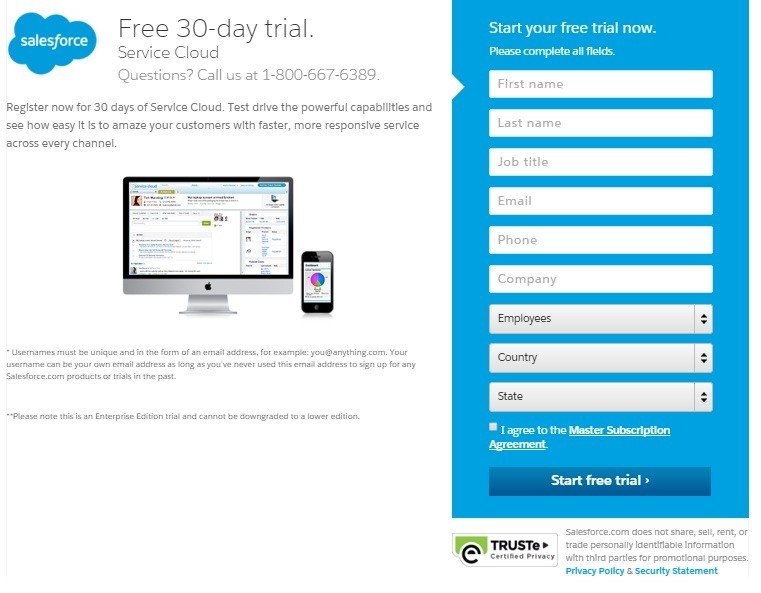 salesforce
Free 30-day trial.
Service Cloud
Questions? Call us at 1-800-667-6389.
Register now for 30 days of Service Cloud. Test drive the powerful capabilities and
see how easy it is to amaze your customers with faster, more responsive service
across every channel.
* Usernames must be unique and in the form of an email address, for example: you@anything.com. Your
username can be your own email address as long as you've never used this email address to sign up for any
Salesforce.com products or trials in the past.
**Please note this is an Enterprise Edition trial and cannot be downgraded to a lower edition.
Start your free trial now.
Please complete all fields.
First name
Last name
Job title
Email
Phone
Company
Employees
Country
State
I agree to the Master Subscription
Agreement.
Start free trial ›
TRUSTe
Certified Privacy
Salesforce.com does not share, sell, rent, or
trade personally identifiable information
with third parties for promotional purposes.
Privacy Policy & Security Statement